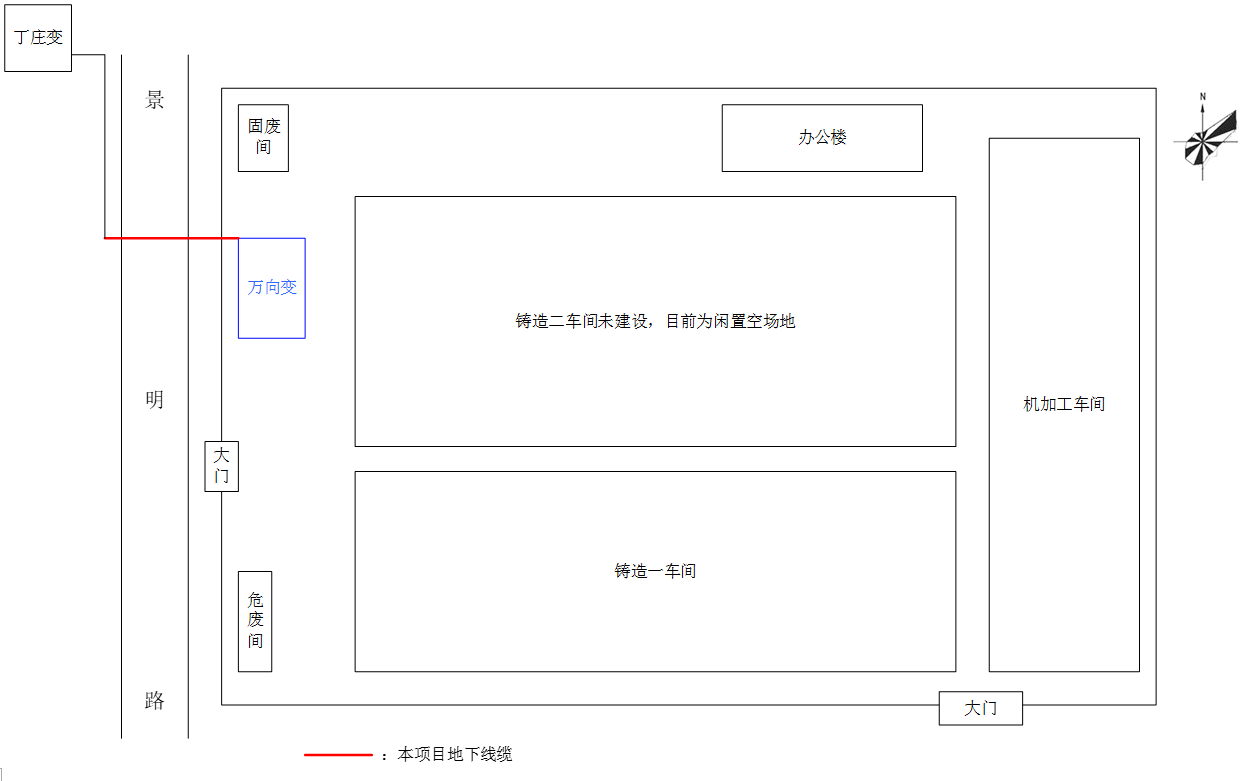 丁庄变
景
N
固废
间
办公楼
万向变
铸造二车间未建设，目前为闲置空场地
明
机加工车间
大
门
铸造一车间
危
废
间
路
大门
：本项目地下线缆